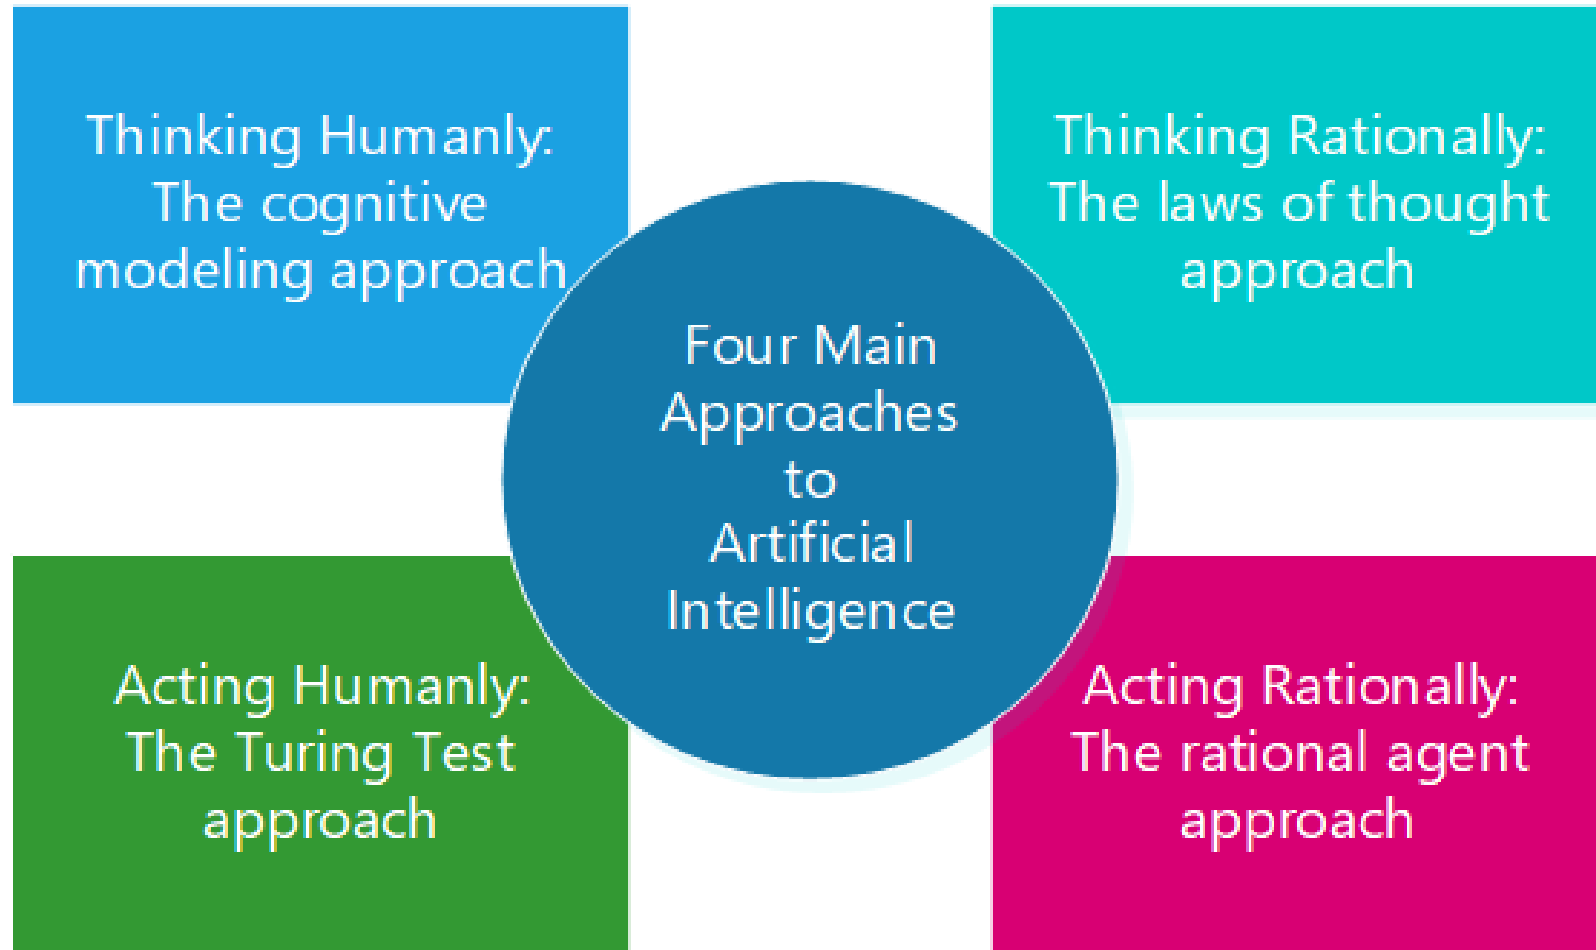 Thinking Humanly:
The cognitive
modeling approach
Thinking Rationally:
The laws of thought
approach
Four Main
Approaches
to
Artificial
Intelligence
Acting Humanly:
The Turing Test
approach
Acting Rationally:
The rational agent
approach